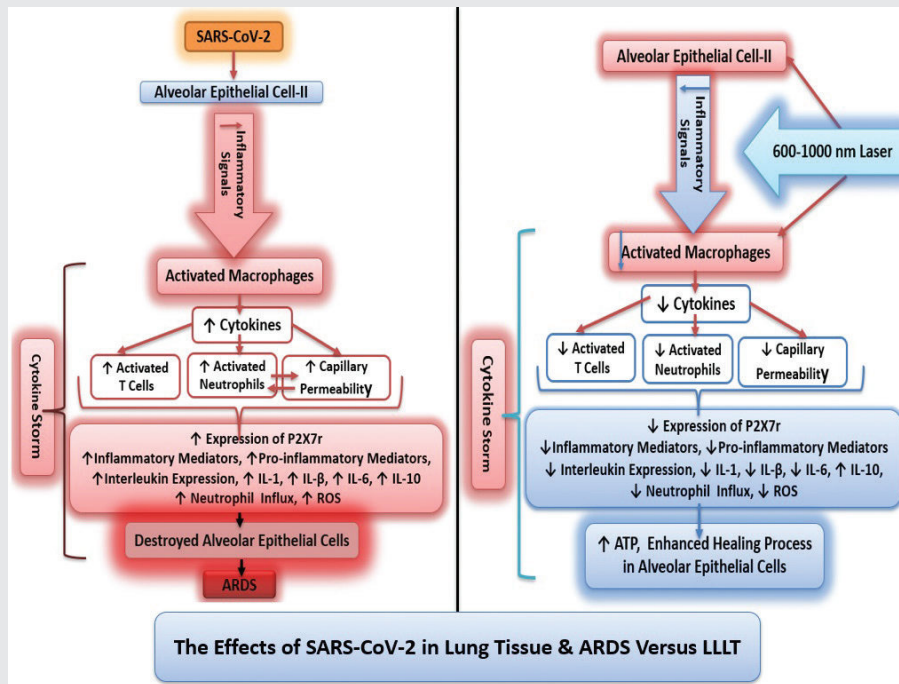 SARS-CoV-2
Alveolar Epithelial Cell-II
Inflammatory
Signals
Activated Macrophages
↑ Cytokines
↑ Activated
T Cells
↑ Activated
Neutrophils
↑ Capillary
Permeability
Cytokine Storm
↑ Expression of P2X7r
↑Inflammatory Mediators, ↑Pro-inflammatory Mediators,
↑Interleukin Expression, ↑ IL-1, ↑ IL-β, ↑ IL-6, ↑ IL-10
↑ Neutrophil Influx, ↑ ROS
Destroyed Alveolar Epithelial Cells
ARDS
Alveolar Epithelial Cell-II
Inflammatory
Signals
600-1000 nm Laser
Activated Macrophages
↓ Cytokines
↓ Activated
T Cells
↓ Activated
Neutrophils
↓ Capillary
Permeability
Cytokine Storm
↓ Expression of P2X7r
↓Inflammatory Mediators, ↓Pro-inflammatory Mediators
↓ Interleukin Expression, ↓ IL-1, ↓ IL-β, ↓ IL-6, ↑ IL-10
↓ Neutrophil Influx, ↓ ROS
↑ ATP, Enhanced Healing Process
in Alveolar Epithelial Cells
The Effects of SARS-CoV-2 in Lung Tissue & ARDS Versus LLLT